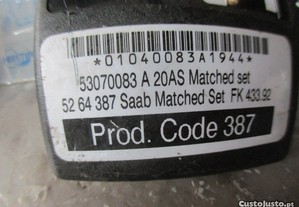 *01040083A1944*
53070083 A 20AS Matched set
52 64 387 Saab Matched Set FK 433.92
Prod. Code 387
CustoJusto.pt